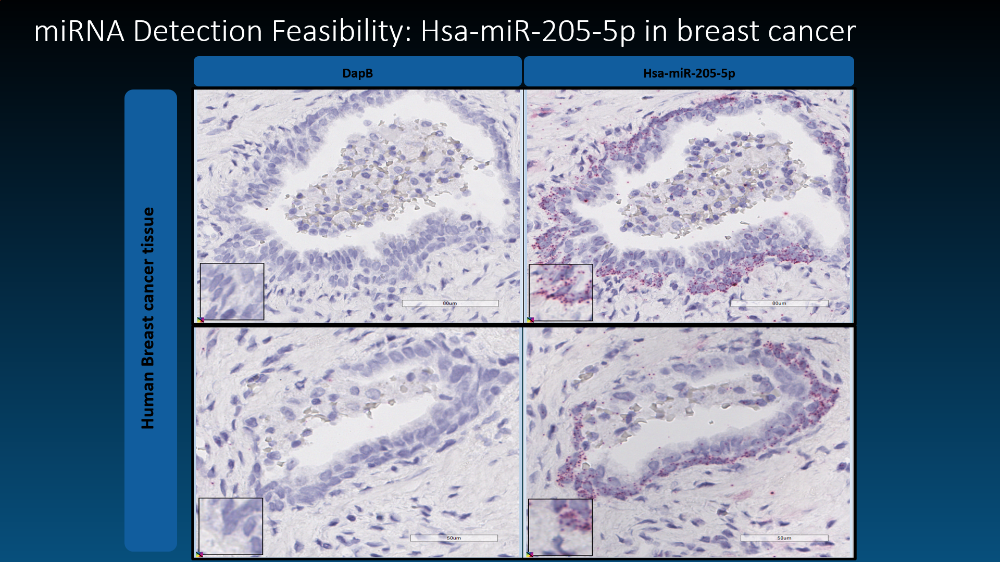 miRNA Detection Feasibility: Hsa-miR-205-5p in breast cancer
DapB
Hsa-miR-205-5p
Human Breast cancer tissue
80um
80um
50um
50um